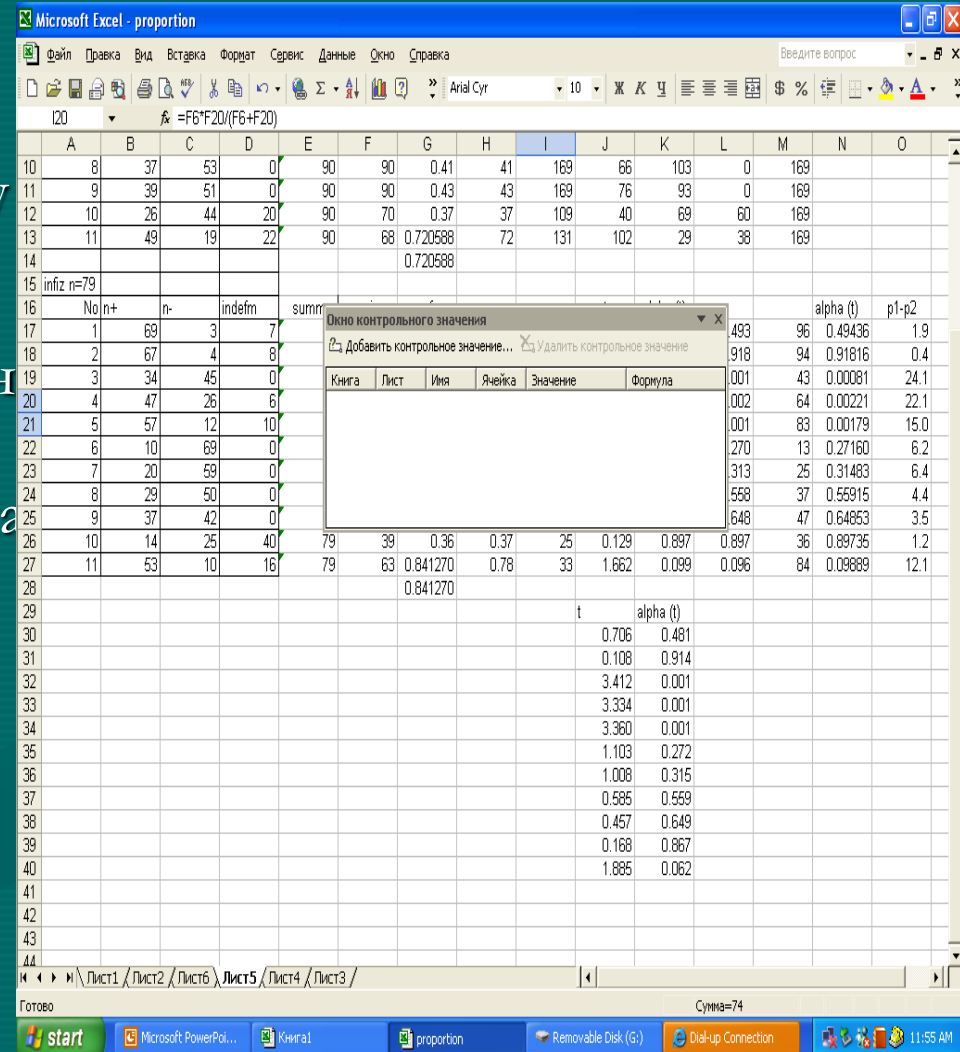 Microsoft Excel - proportion
Файл Правка Вид Вставка Формат Сервис Данные Окно Справка Введите вопрос
Arial Cyr 10 Ж К Ч $ %
I20 fx =F6*F20/(F6+F20)
A B C D E F G H I J K L M N O
10 8 37 53 0 90 90 0.41 41 169 66 103 0 169
11 9 39 51 0 90 90 0.43 43 169 76 93 0 169
12 10 26 44 20 90 70 0.37 37 109 40 69 60 169
13 11 49 19 22 90 68 0.720588 72 131 102 29 38 169
14 0.720588
15 infiz n=79
16 No n+ n- indefm summ alpha (t) p1-p2
17 1 69 3 7 .493 96 0.49436 1.9
18 2 67 4 8 .918 94 0.91816 0.4
19 3 34 45 0 .001 43 0.00081 24.1
20 4 47 26 6 .002 64 0.00221 22.1
21 5 57 12 10 .001 83 0.00179 15.0
22 6 10 69 0 .270 13 0.27160 6.2
23 7 20 59 0 .313 25 0.31483 6.4
24 8 29 50 0 .558 37 0.55915 4.4
25 9 37 42 0 .648 47 0.64853 3.5
26 10 14 25 40 79 39 0.36 0.37 25 0.129 0.897 0.897 36 0.89735 1.2
27 11 53 10 16 79 63 0.841270 0.78 33 1.662 0.099 0.096 84 0.09889 12.1
28 0.841270
29 t alpha (t)
30 0.706 0.481
31 0.108 0.914
32 3.412 0.001
33 3.334 0.001
34 3.360 0.001
35 1.103 0.272
36 1.008 0.315
37 0.585 0.559
38 0.457 0.649
39 0.168 0.867
40 1.885 0.062
41
42
43
44
Окно контрольного значения
Добавить контрольное значение... Удалить контрольное значение
Книга Лист Имя Ячейка Значение Формула
Лист1 Лист2 Лист6 Лист5 Лист4 Лист3
Готово Сумма=74
start Microsoft PowerPoi... Книга1 proportion Removable Disk (G:) Dial-up Connection 11:55 AM